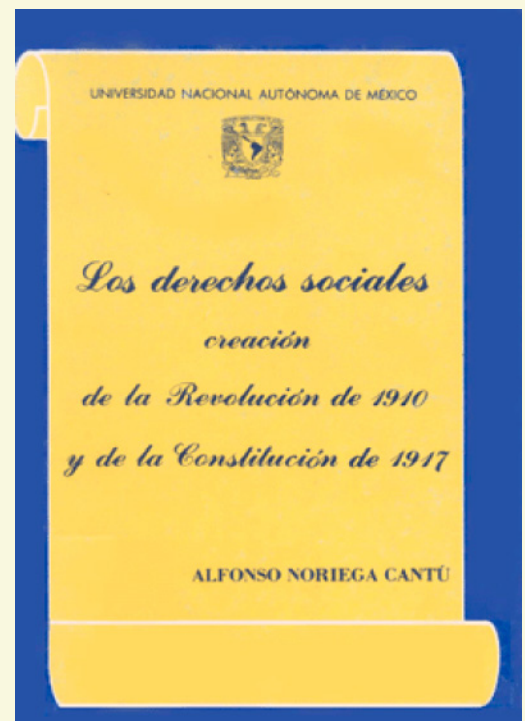 UNIVERSIDAD NACIONAL AUTÓNOMA DE MÉXICO
Los derechos sociales
creación
de la Revolución de 1910
y de la Constitución de 1917
ALFONSO NORIEGA CANTÚ